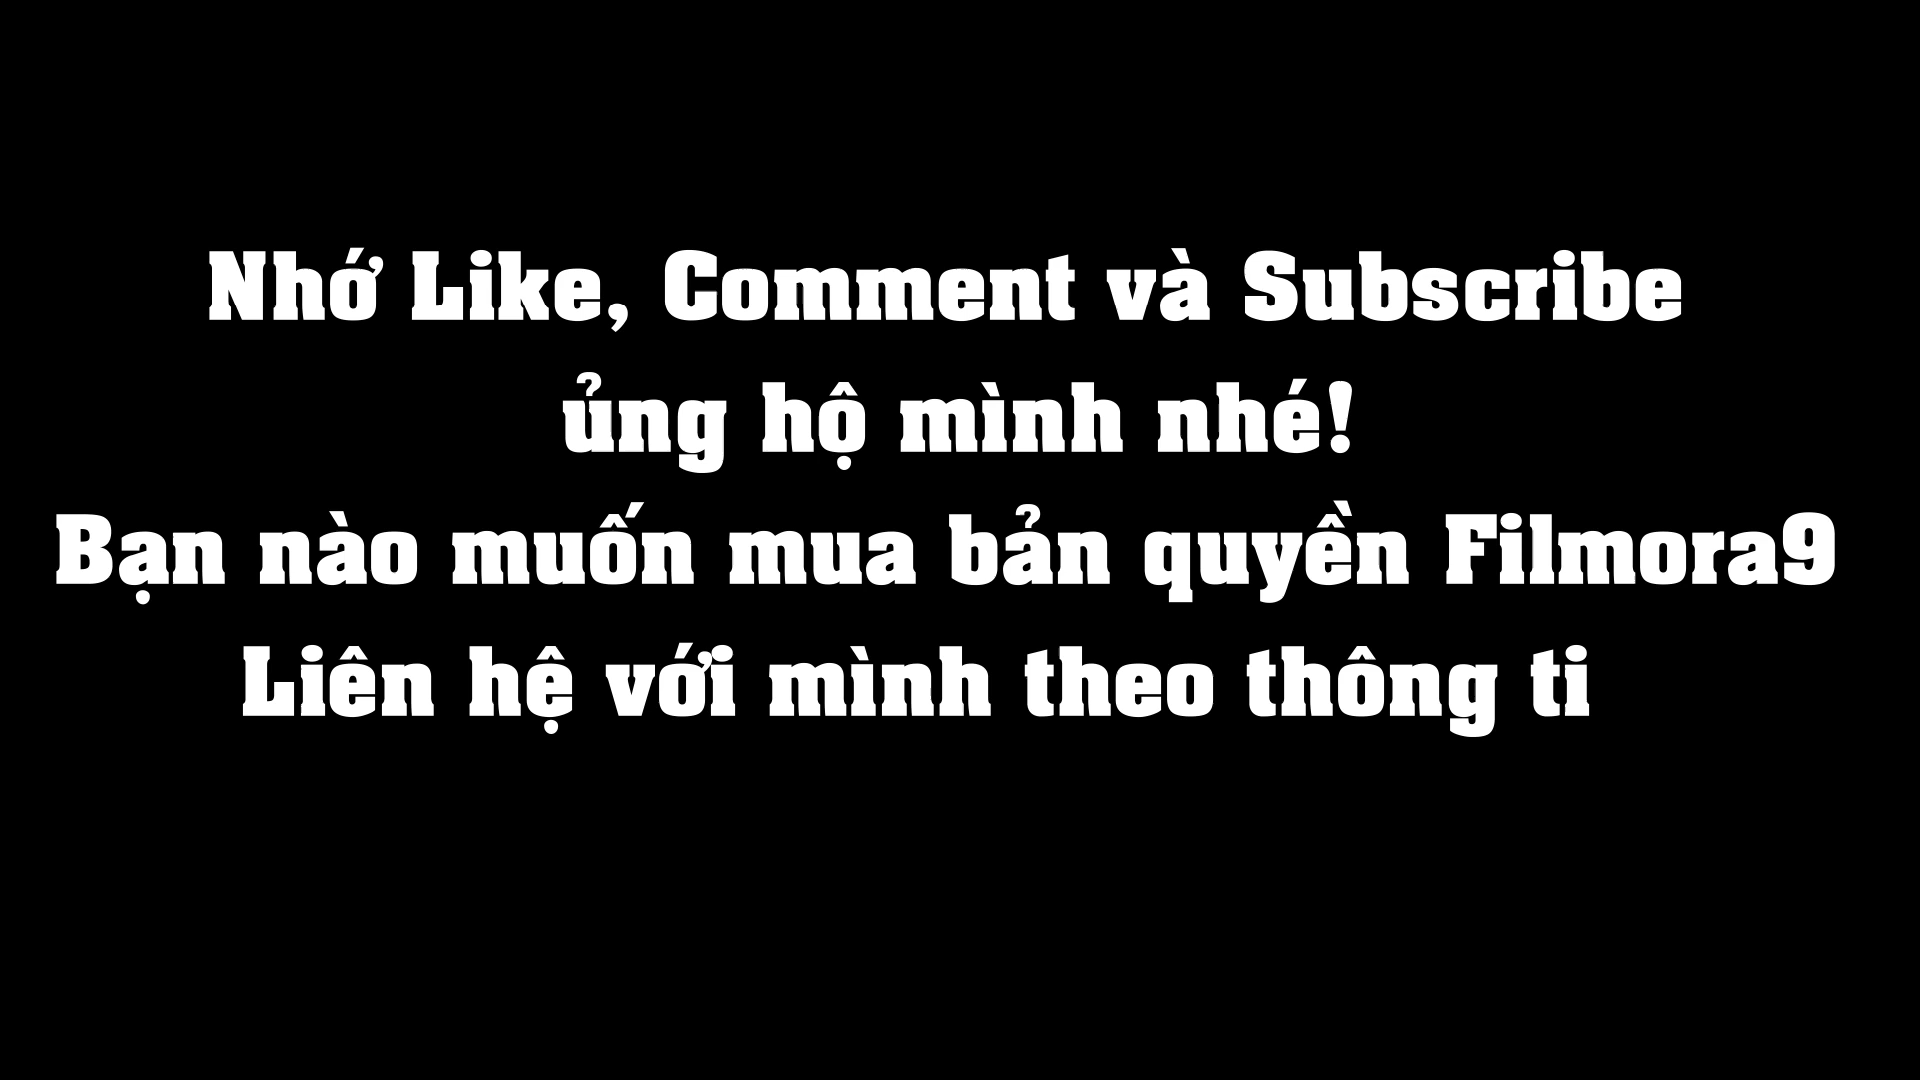 Nhớ Like, Comment và Subscribe
ủng hộ mình nhé!
Bạn nào muốn mua bản quyền Filmora9
Liên hệ với mình theo thông ti